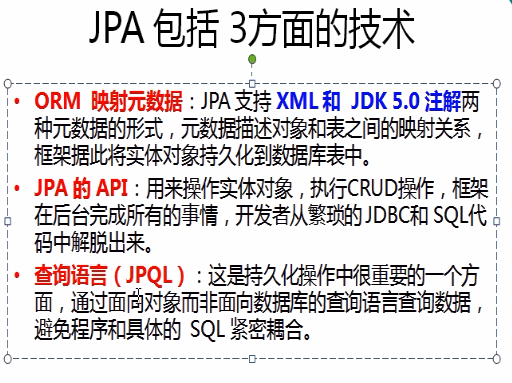 JPA 包括 3方面的技术
• ORM 映射元数据：JPA 支持 XML 和 JDK 5.0 注解两
种元数据的形式，元数据描述对象和表之间的映射关系，
框架据此将实体对象持久化到数据库表中。
• JPA 的 API：用来操作实体对象，执行CRUD操作，框架
在后台完成所有的事情，开发者从繁琐的 JDBC和 SQL代
码中解脱出来。
• 查询语言（JPQL）：这是持久化操作中很重要的一个方
面，通过面向对象而非面向数据库的查询语言查询数据，
避免程序和具体的 SQL 紧密耦合。